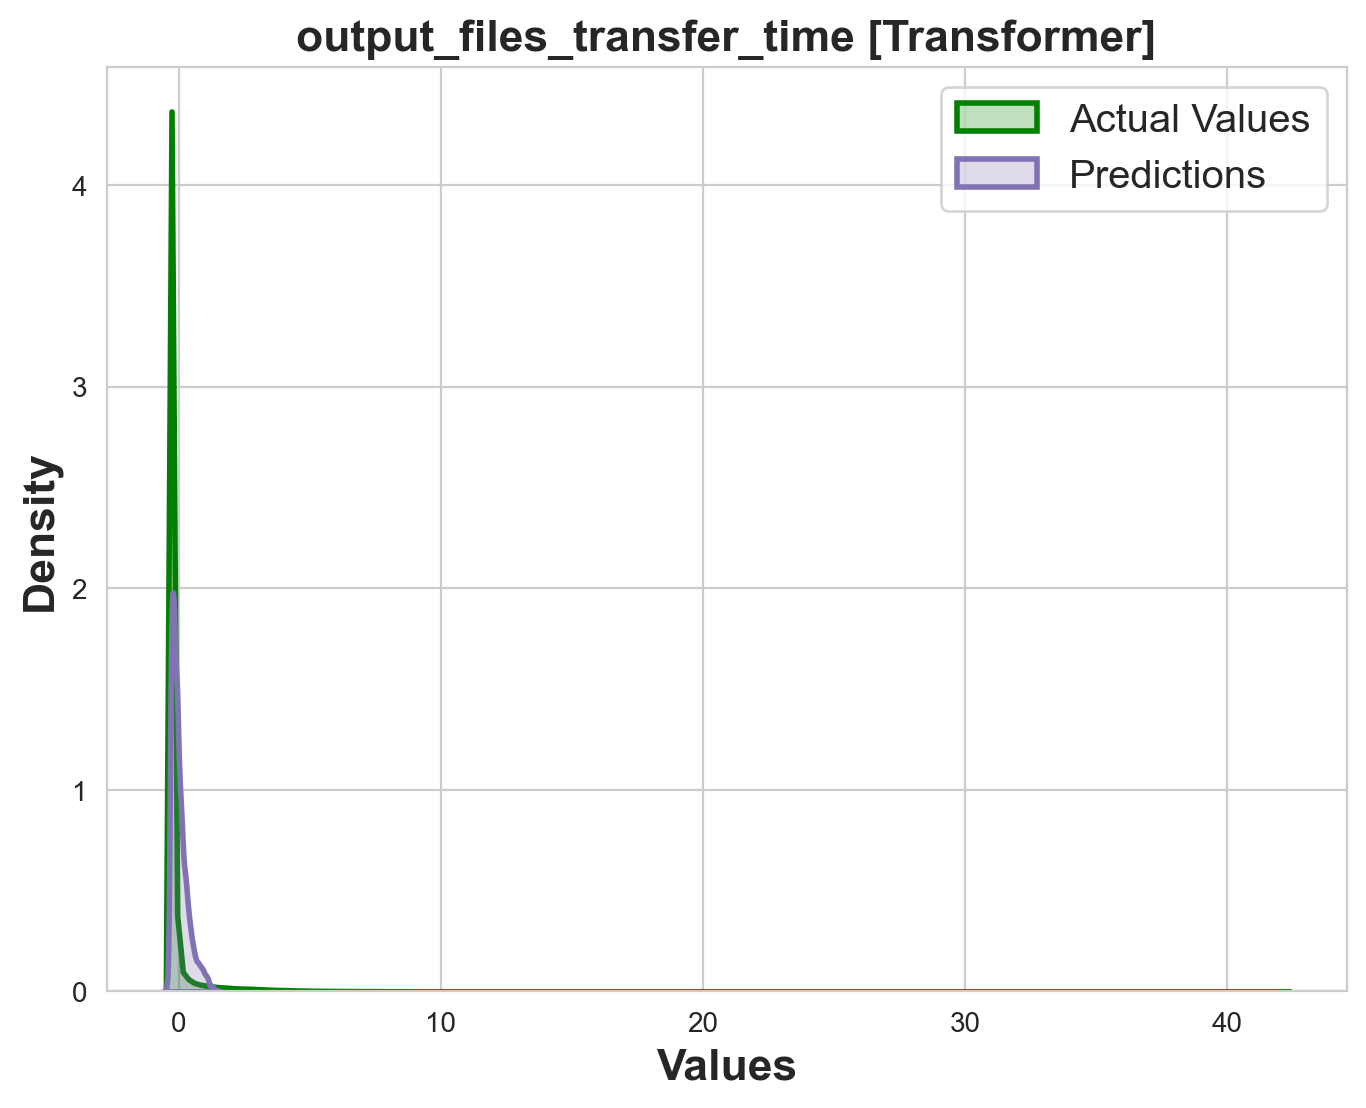 output_files_transfer_time [Transformer]
Actual Values
Predictions
Density
4
3
2
1
0
0 10 20 30 40
Values